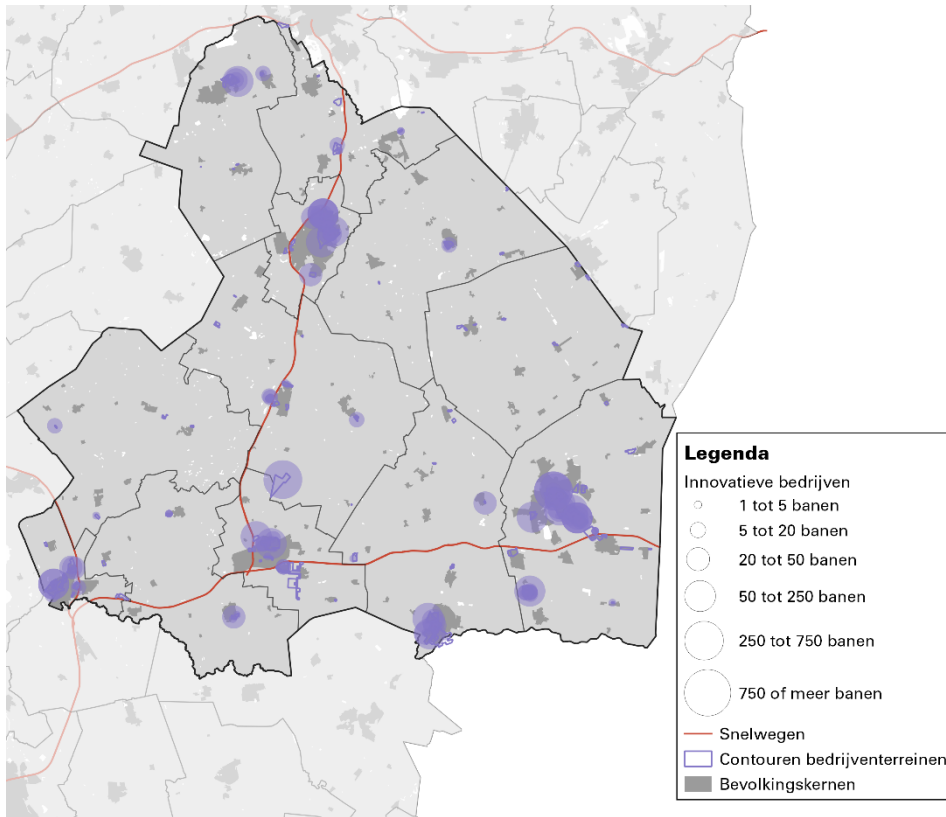 Legenda
Innovatieve bedrijven
1 tot 5 banen
5 tot 20 banen
20 tot 50 banen
50 tot 250 banen
250 tot 750 banen
750 of meer banen
Snelwegen
Contouren bedrijventerreinen
Bevolkingskernen